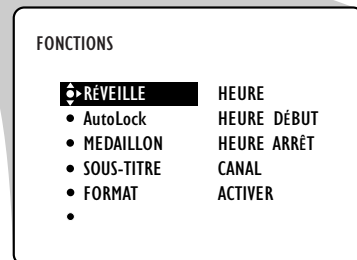 FONCTIONS
RÉVEILLE HEURE
AutoLock HEURE DÉBUT
MEDAILLON HEURE ARRÊT
SOUS-TITRE CANAL
FORMAT ACTIVER